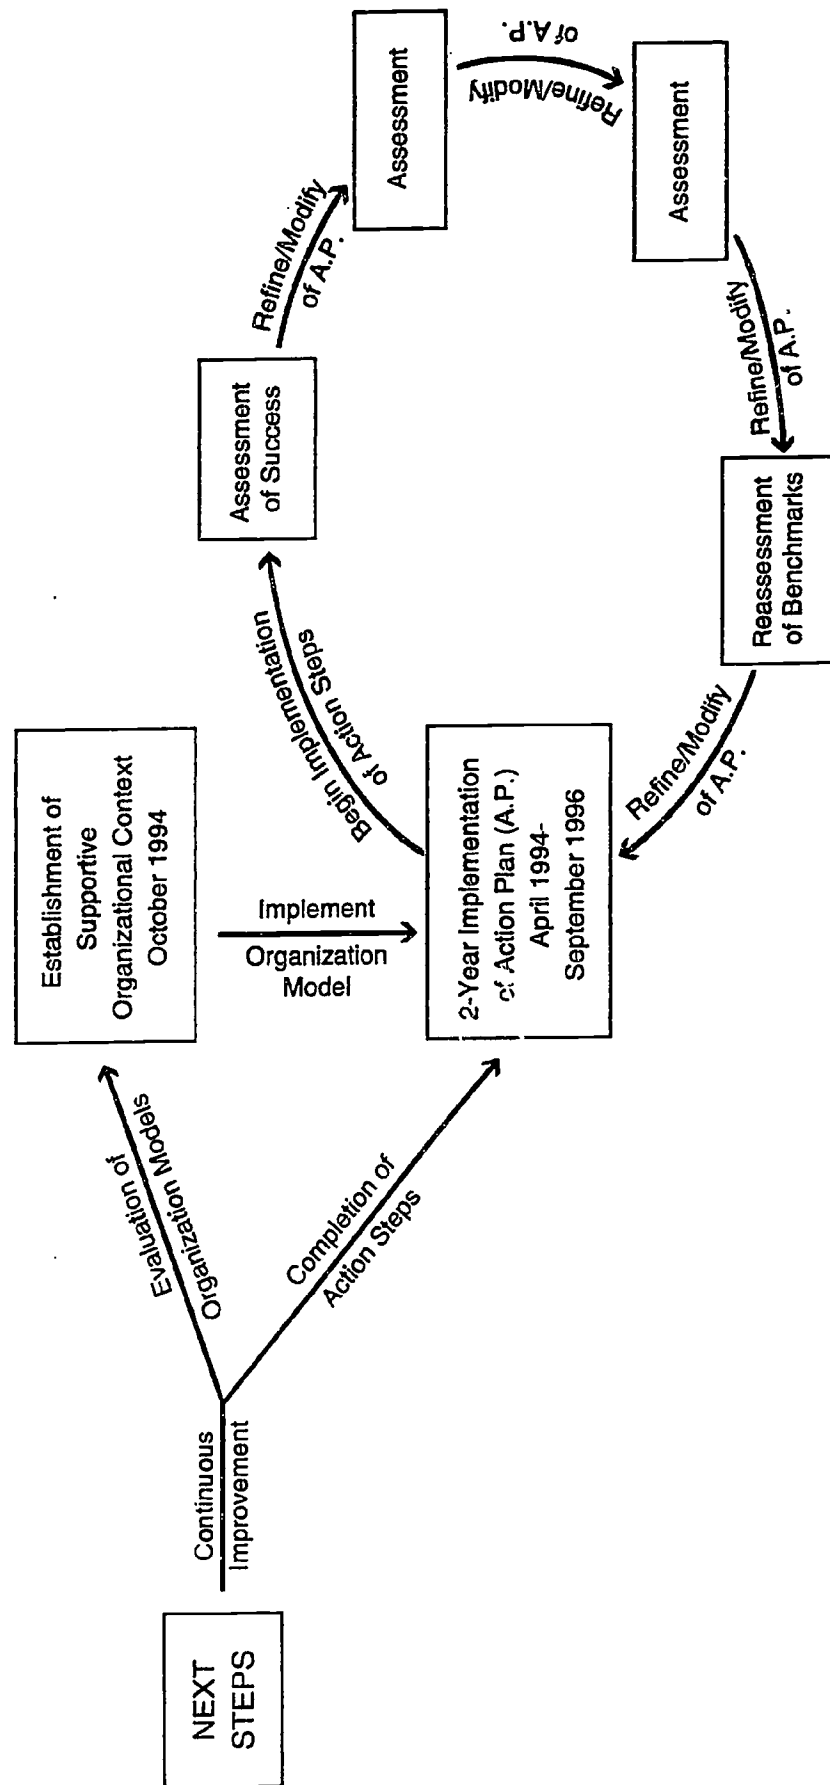 NEXT
STEPS
Continuous
Improvement
Evaluation of
Organization Models
Completion of
Action Steps
Establishment of
Supportive
Organizational Context
October 1994
Implement
Organization
Model
2-Year Implementation
of Action Plan (A.P.)
April 1994-
September 1996
Begin Implementation
of Action Steps
Assessment
of Success
Refine/Modify
of A.P.
Assessment
Refine/Modify
of A.P.
Assessment
Refine/Modify
of A.P.
Reassessment
of Benchmarks
Refine/Modify
of A.P.